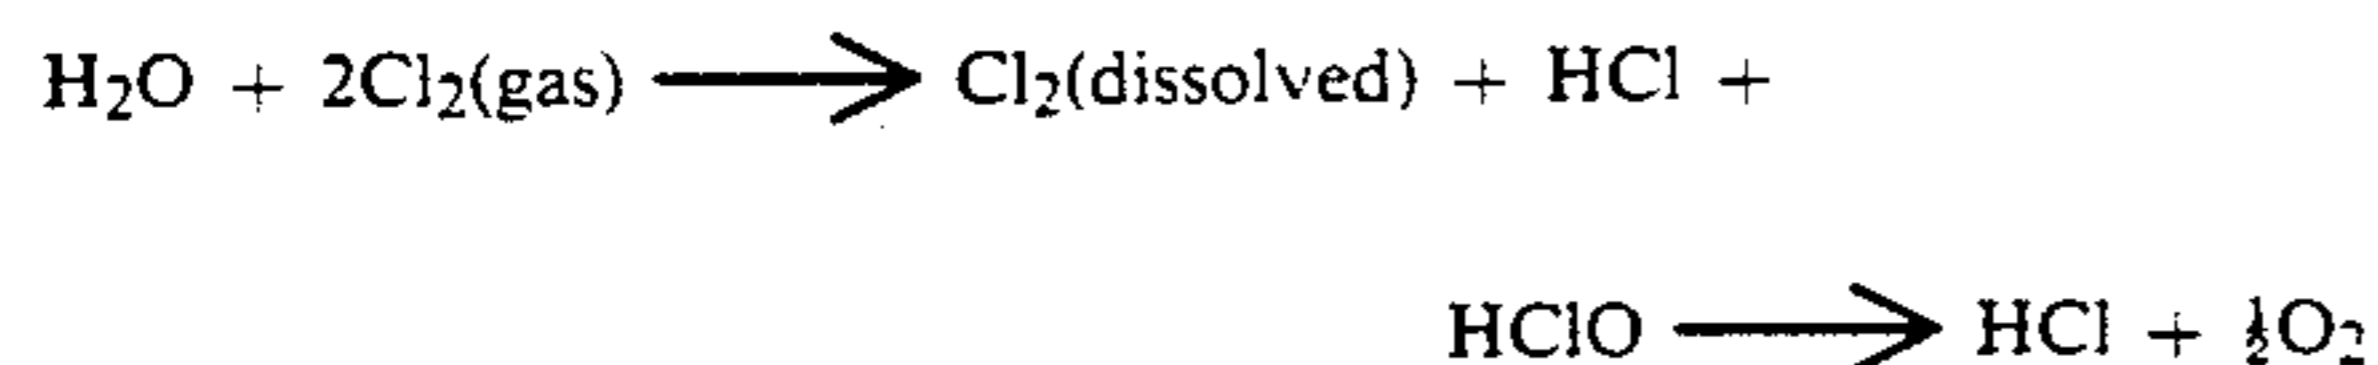 H₂O + 2Cl₂(gas) ⟶ Cl₂(dissolved) + HCl +
HClO ⟶ HCl + ½O₂